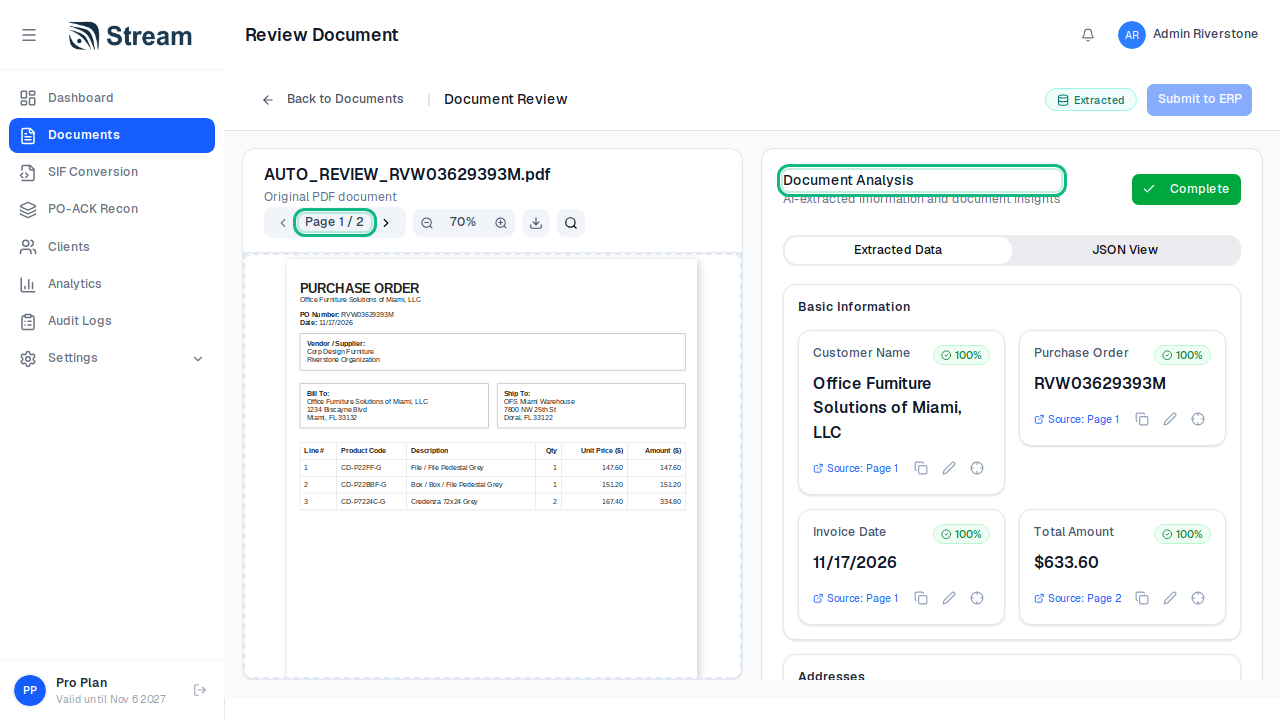 Stream
Review Document
AR
Admin Riverstone
Dashboard
Documents
SIF Conversion
PO-ACK Recon
Clients
Analytics
Audit Logs
Settings
PP
Pro Plan
Valid until Nov 6 2027
Back to Documents
Document Review
Extracted
Submit to ERP
AUTO_REVIEW_RVW03629393M.pdf
Original PDF document
Page 1 / 2
70%
PURCHASE ORDER
Office Furniture Solutions of Miami, LLC
PO Number: RVW03629393M
Date: 11/17/2026
Vendor / Supplier:
Corp Design Furniture
Riverstone Organization
Bill To:
Office Furniture Solutions of Miami, LLC
1234 Biscayne Blvd
Miami, FL 33132
Ship To:
OFS Miami Warehouse
7800 NW 25th St
Doral, FL 33122
Line # Product Code Description Qty Unit Price ($) Amount ($)
1 CD-P22FF-G File / File Pedestal Grey 1 147.60 147.60
2 CD-P22BBF-G Box / Box / File Pedestal Grey 1 151.20 151.20
3 CD-P7224C-G Credenza 72x24 Grey 2 167.40 334.80
Document Analysis
AI-extracted information and document insights
Complete
Extracted Data
JSON View
Basic Information
Customer Name
100%
Office Furniture
Solutions of Miami,
LLC
Source: Page 1
Purchase Order
100%
RVW03629393M
Source: Page 1
Invoice Date
100%
11/17/2026
Source: Page 1
Total Amount
100%
$633.60
Source: Page 2
Addresses